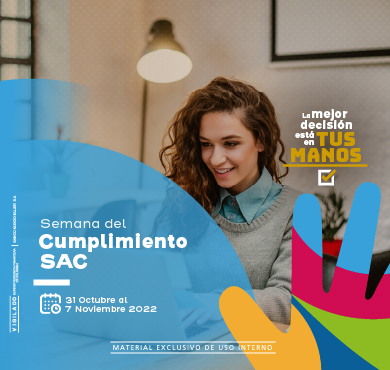 La mejor
decisión
está
en TUS
MANOS
Semana del
Cumplimiento
SAC
31 Octubre al
7 Noviembre 2022
MATERIAL EXCLUSIVO DE USO INTERNO
VIGILADO